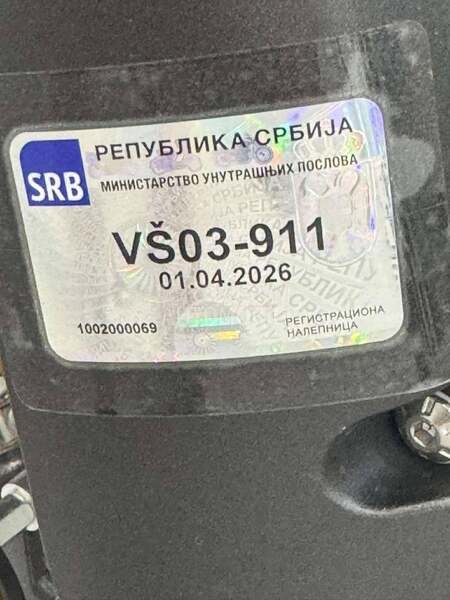 SRB
РЕПУБЛИКА СРБИЈА
МИНИСТАРСТВО УНУТРАШЊИХ ПОСЛОВА
VŠ03-911
01.04.2026
1002000069
РЕГИСТРАЦИОНА
НАЛЕПНИЦА